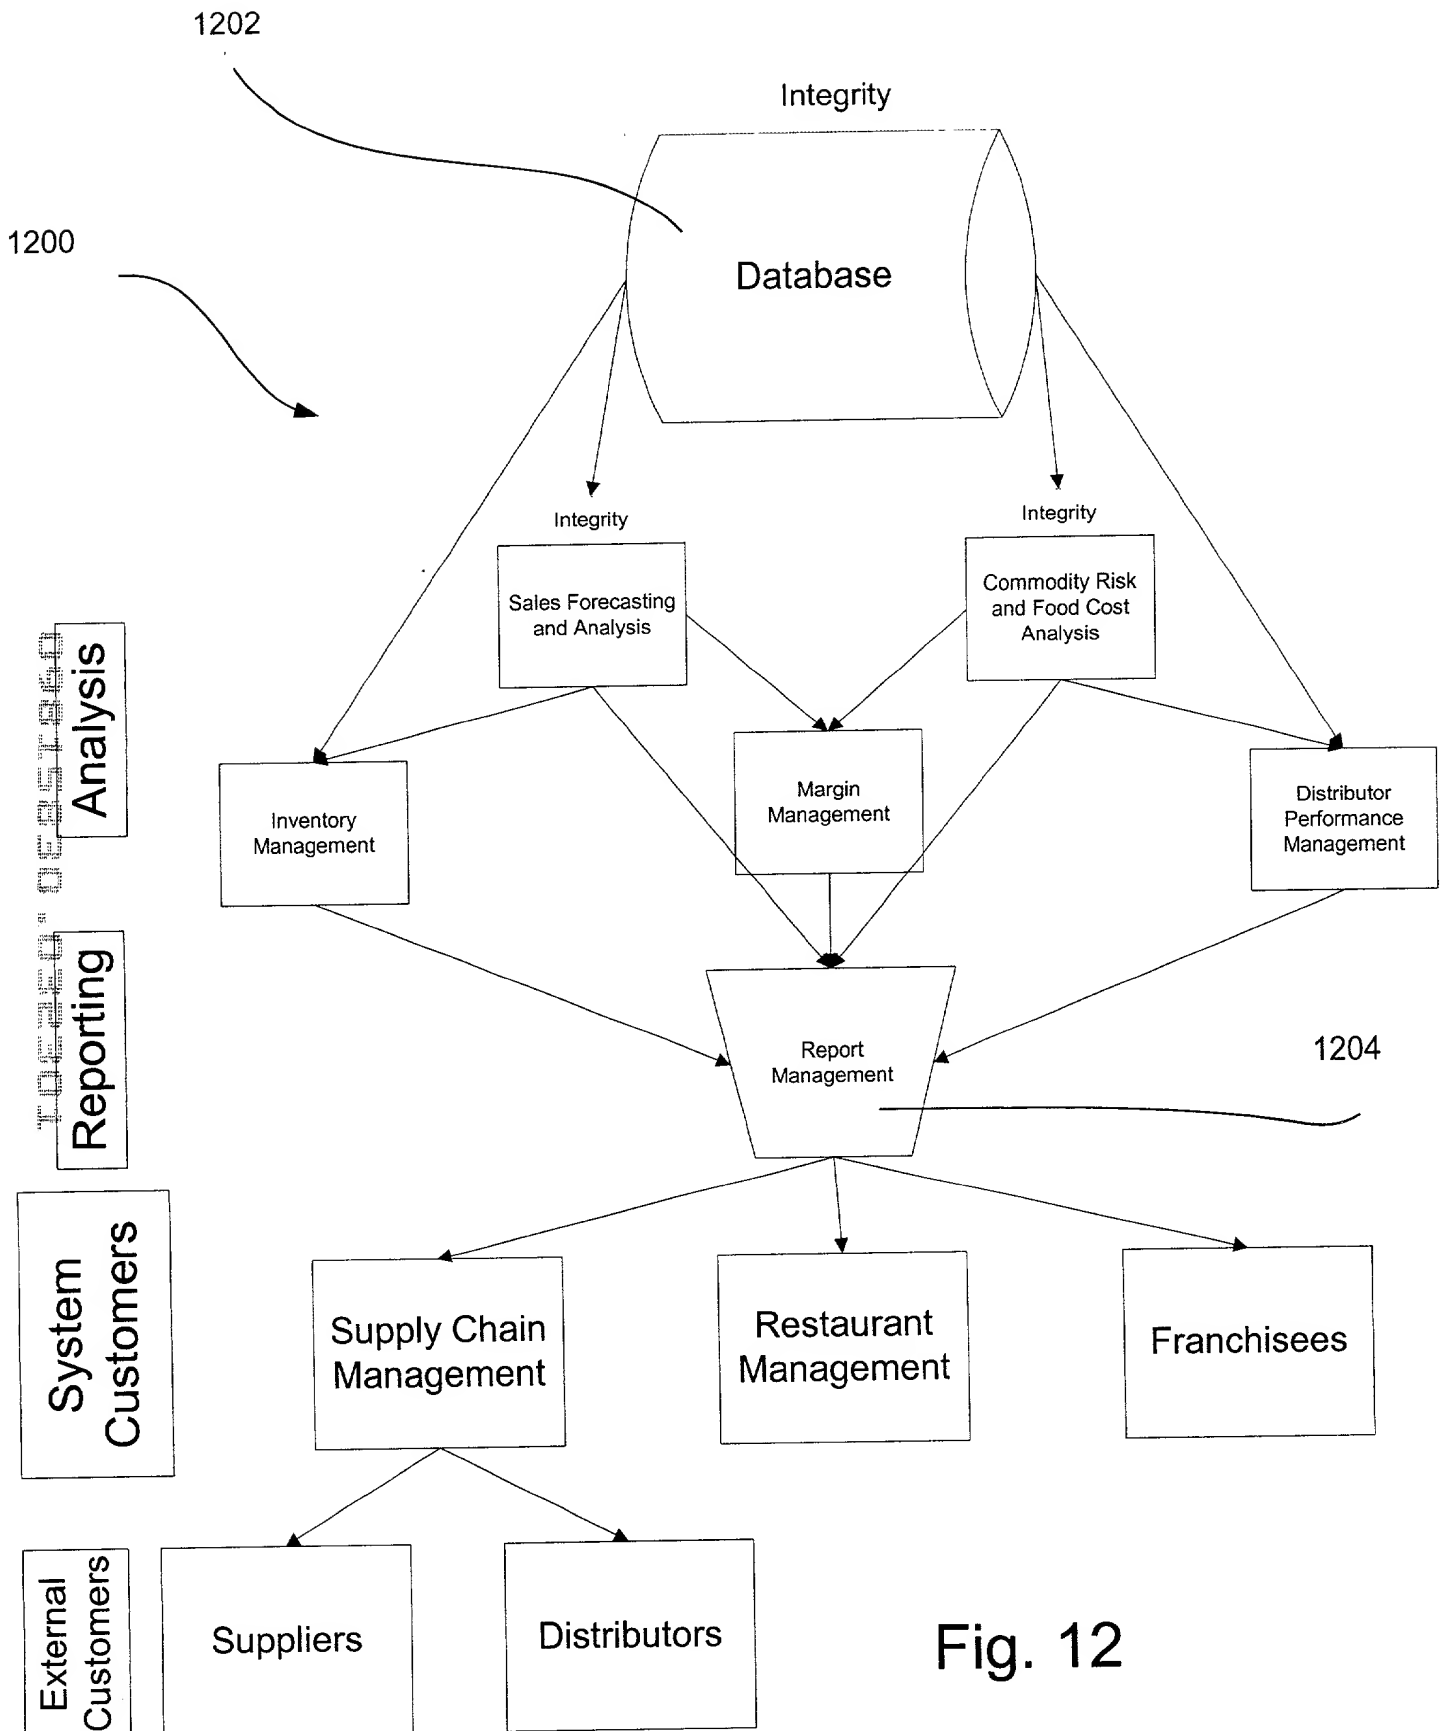 1202
Integrity
1200
Database
Integrity
Integrity
Sales Forecasting
and Analysis
Commodity Risk
and Food Cost
Analysis
Analysis
Inventory
Management
Margin
Management
Distributor
Performance
Management
Reporting
Report
Management
1204
System
Customers
Supply Chain
Management
Restaurant
Management
Franchisees
External
Customers
Suppliers
Distributors
Fig. 12